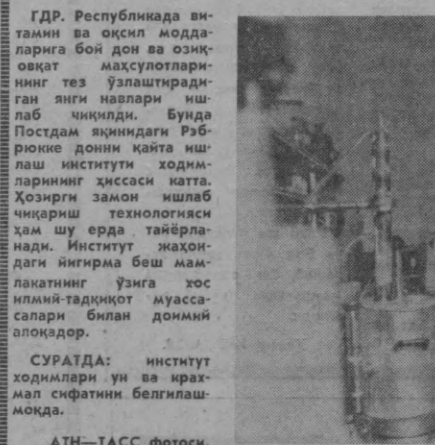 ГДР. Республикада ви-
тамин ва оқсил модда-
ларига бой дон ва озиқ-
овқат маҳсулотлари-
нинг тез ўзлаштиради-
ган янги навлари иш-
лаб чиқилди. Бунда
Постдам яқинидаги Рэб-
рюкке донни қайта иш-
лаш институти ходим-
ларининг ҳиссаси катта.
Ҳозирги замон ишлаб
чиқариш технологияси
ҳам шу ерда тайёрла-
нади. Институт жаҳон-
даги йигирма беш мам-
лакатнинг ўзига хос
илмий-тадқиқот муасса-
салари билан доимий
алоқадор.
СУРАТДА: институт
ходимлари ун ва крах-
мал сифатини белгилаш-
моқда.
АТН—ТАСС фотоси.